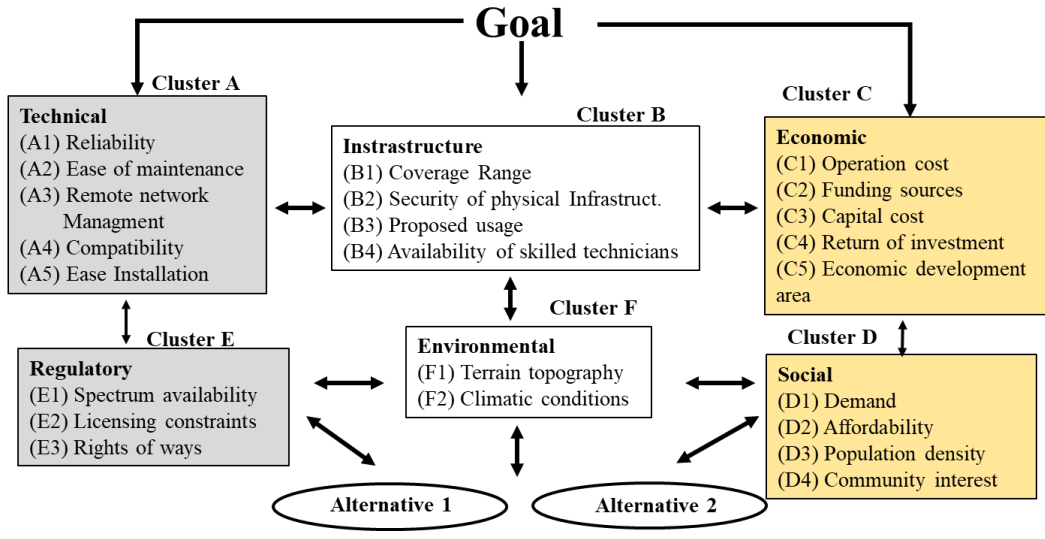 Goal
Cluster A
Technical
(A1) Reliability
(A2) Ease of maintenance
(A3) Remote network
Managment
(A4) Compatibility
(A5) Ease Installation
Cluster B
Instrastructure
(B1) Coverage Range
(B2) Security of physical Infrastruct.
(B3) Proposed usage
(B4) Availability of skilled technicians
Cluster C
Economic
(C1) Operation cost
(C2) Funding sources
(C3) Capital cost
(C4) Return of investment
(C5) Economic development
area
Cluster E
Regulatory
(E1) Spectrum availability
(E2) Licensing constraints
(E3) Rights of ways
Cluster F
Environmental
(F1) Terrain topography
(F2) Climatic conditions
Cluster D
Social
(D1) Demand
(D2) Affordability
(D3) Population density
(D4) Community interest
Alternative 1
Alternative 2